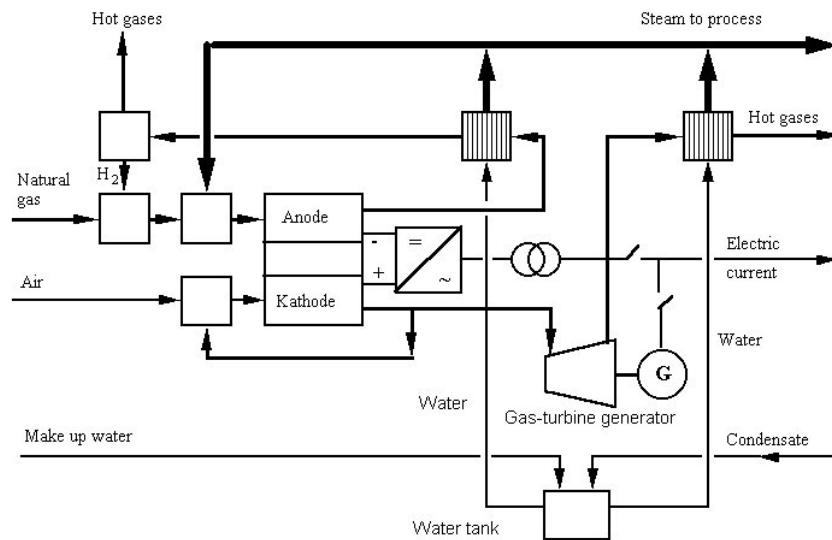 Hot gases
Steam to process
Hot gases
H2
Natural
gas
Anode
-
=
Electric
current
+
~
Air
Kathode
Water
G
Water
Gas-turbine generator
Make up water
Condensate
Water tank